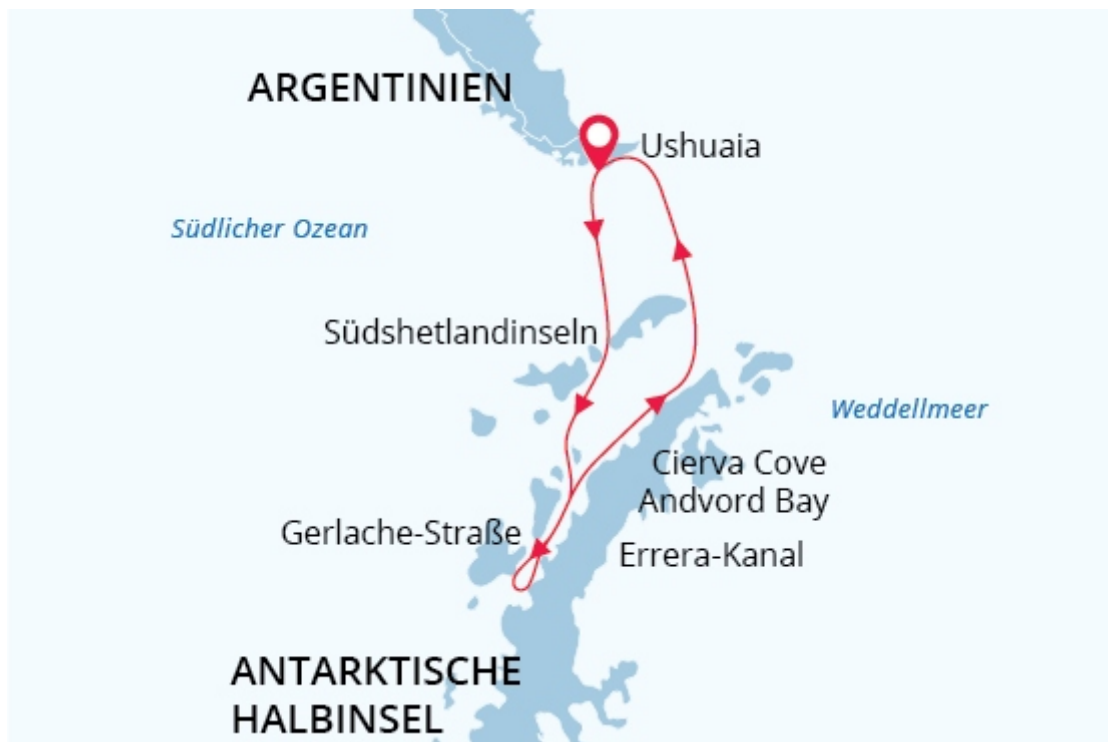 ARGENTINIEN
Ushuaia
Südlicher Ozean
Südshetlandinseln
Weddellmeer
Cierva Cove
Andvord Bay
Gerlache-Straße
Errera-Kanal
ANTARKTISCHE
HALBINSEL